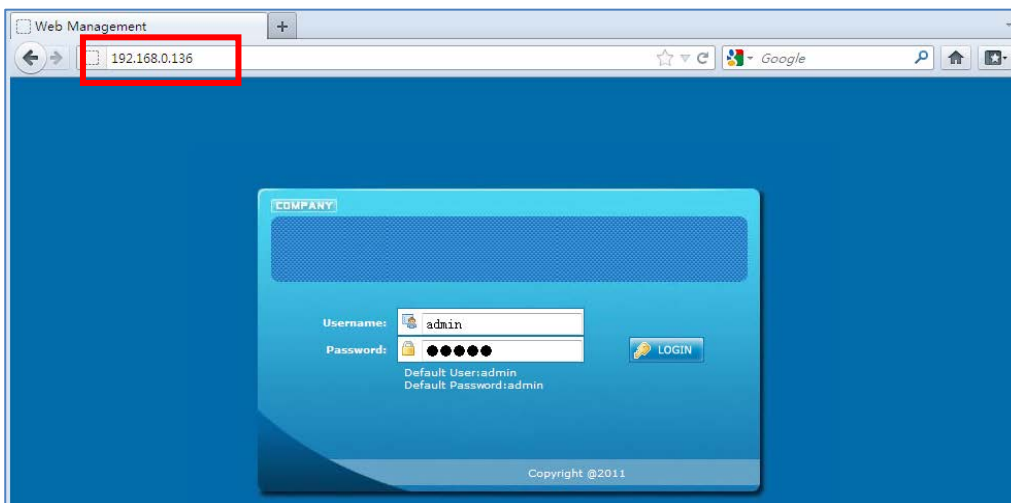 Web Management
192.168.0.136
Google
COMPANY
Username: admin
Password: ●●●●●
LOGIN
Default User:admin
Default Password:admin
Copyright @2011